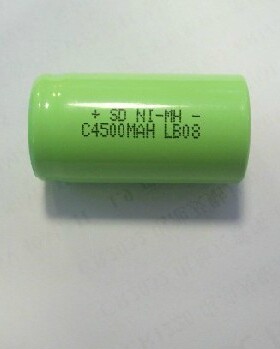 + SD NI-MH -
C4500MAH LB08